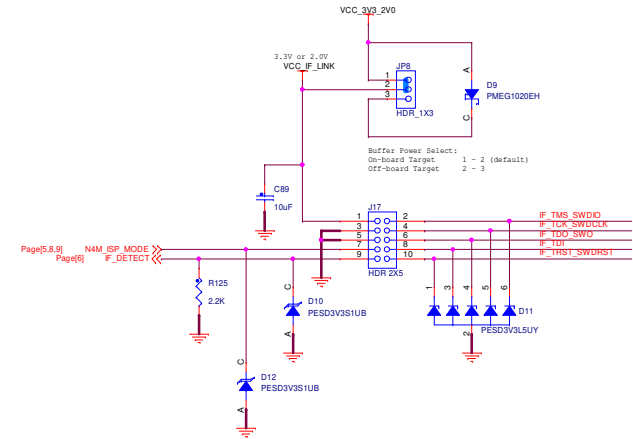 VCC_3V3_2V0
3.3V or 2.0V
VCC_IF_LINK
JP8
1
2
3
HDR_1X3
A
D9
PMEG1020EH
C
Buffer Power Select:
On-board Target 1 - 2 (default)
Off-board Target 2 - 3
C89
10uF
J17
1 2 IF_TMS_SWDIO
3 4 IF_TCK_SWDCLK
5 6 IF_TDO_SWO
Page[5,8,9] N4M_ISP_MODE 7 8 IF_TDI
Page[6] IF_DETECT 9 10 IF_TRST_SWDRST
HDR 2X5
R125
2.2K
C
D10
PESD3V3S1UB
A
1 3 4 5 6
D11
PESD3V3L5UY
2
C
D12
PESD3V3S1UB
A